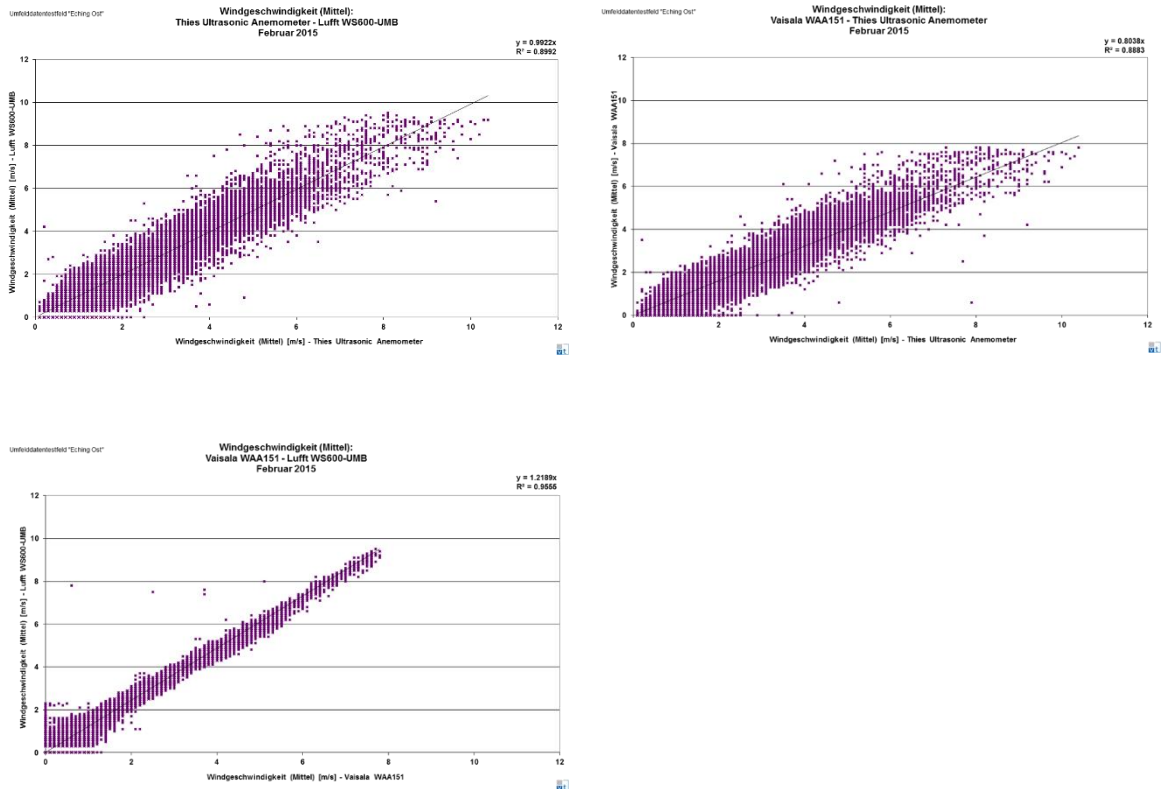 Umfelddatentestfeld "Eching Ost"
Windgeschwindigkeit (Mittel):
Thies Ultrasonic Anemometer - Lufft WS600-UMB
Februar 2015
y = 0.9922x
R² = 0.8992
Windgeschwindigkeit (Mittel) [m/s] - Lufft WS600-UMB
12
10
8
6
4
2
0
0 2 4 6 8 10 12
Windgeschwindigkeit (Mittel) [m/s] - Thies Ultrasonic Anemometer
vt
Umfelddatentestfeld "Eching Ost"
Windgeschwindigkeit (Mittel):
Vaisala WAA151 - Thies Ultrasonic Anemometer
Februar 2015
y = 0.8038x
R² = 0.8883
Windgeschwindigkeit (Mittel) [m/s] - Vaisala WAA151
12
10
8
6
4
2
0
0 2 4 6 8 10 12
Windgeschwindigkeit (Mittel) [m/s] - Thies Ultrasonic Anemometer
vt
Umfelddatentestfeld "Eching Ost"
Windgeschwindigkeit (Mittel):
Vaisala WAA151 - Lufft WS600-UMB
Februar 2015
y = 1.2189x
R² = 0.9555
Windgeschwindigkeit (Mittel) [m/s] - Lufft WS600-UMB
12
10
8
6
4
2
0
0 2 4 6 8 10 12
Windgeschwindigkeit (Mittel) [m/s] - Vaisala WAA151
vt